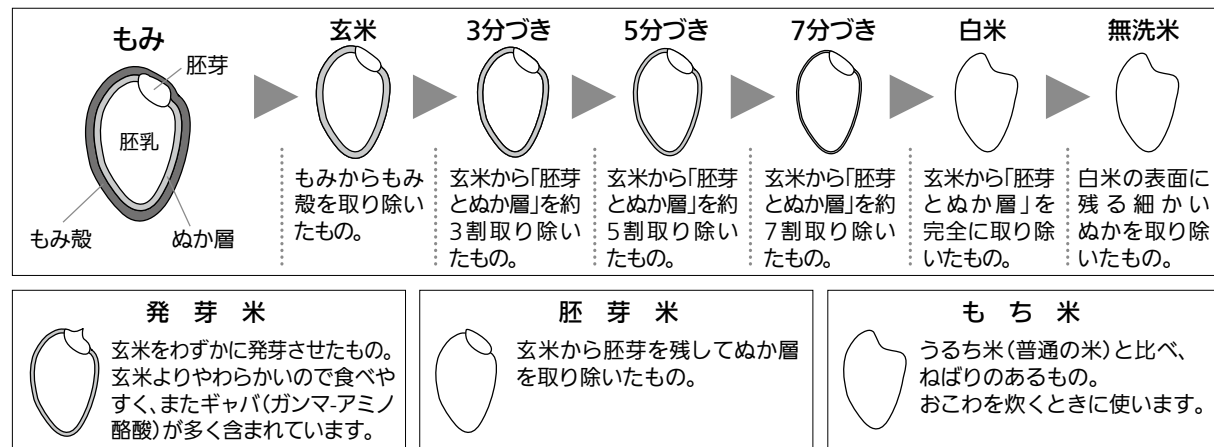 もみ
胚芽
胚乳
もみ殻
ぬか層
玄米
もみからもみ
殻を取り除い
たもの。
3分づき
玄米から「胚芽
とぬか層」を約
3割取り除い
たもの。
5分づき
玄米から「胚芽
とぬか層」を約
5割取り除い
たもの。
7分づき
玄米から「胚芽
とぬか層」を約
7割取り除い
たもの。
白米
玄米から「胚芽
とぬか層」を
完全に取り除
いたもの。
無洗米
白米の表面に
残る細かい
ぬかを取り除
いたもの。
発芽米
玄米をわずかに発芽させたもの。
玄米よりやわらかいので食べや
すく、またギャバ(ガンマ-アミノ
酪酸)が多く含まれています。
胚芽米
玄米から胚芽を残してぬか層
を取り除いたもの。
もち米
うるち米(普通の米)と比べ、
ねばりのあるもの。
おこわを炊くときに使います。